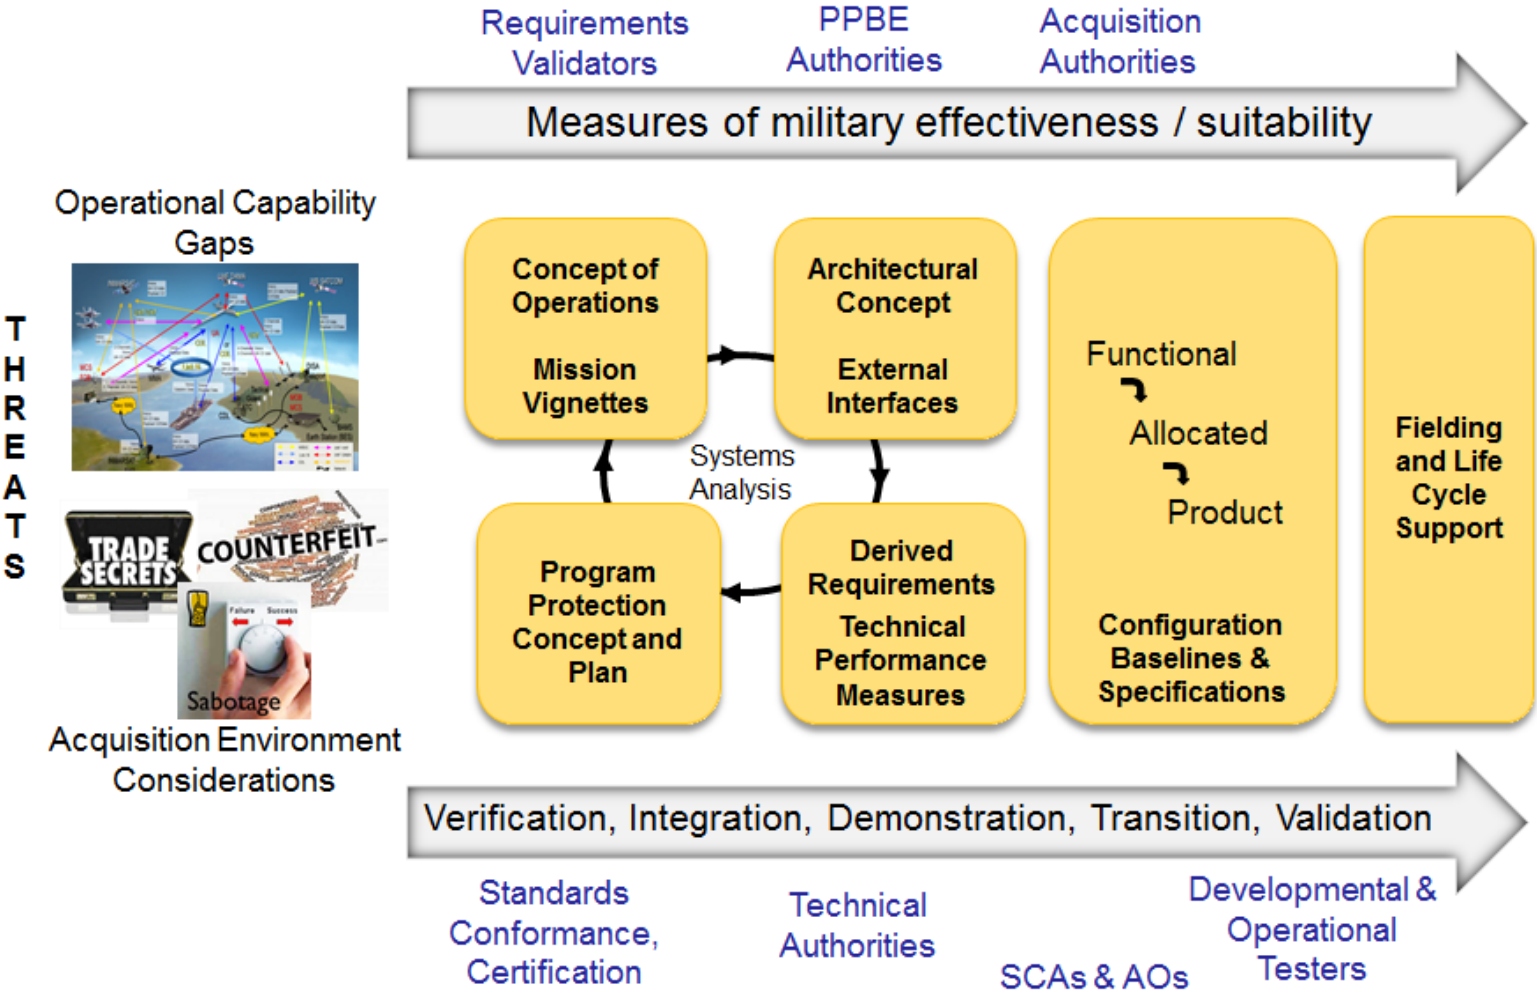 Requirements
Validators
PPBE
Authorities
Acquisition
Authorities
Measures of military effectiveness / suitability
THREATS
Operational Capability
Gaps
TRADE
SECRETS
COUNTERFEIT
Failure Success
Sabotage
Acquisition Environment
Considerations
Concept of
Operations
Mission
Vignettes
Architectural
Concept
External
Interfaces
Systems
Analysis
Program
Protection
Concept and
Plan
Derived
Requirements
Technical
Performance
Measures
Functional
Allocated
Product
Configuration
Baselines &
Specifications
Fielding
and Life
Cycle
Support
Verification, Integration, Demonstration, Transition, Validation
Standards
Conformance,
Certification
Technical
Authorities
SCAs & AOs
Developmental &
Operational
Testers